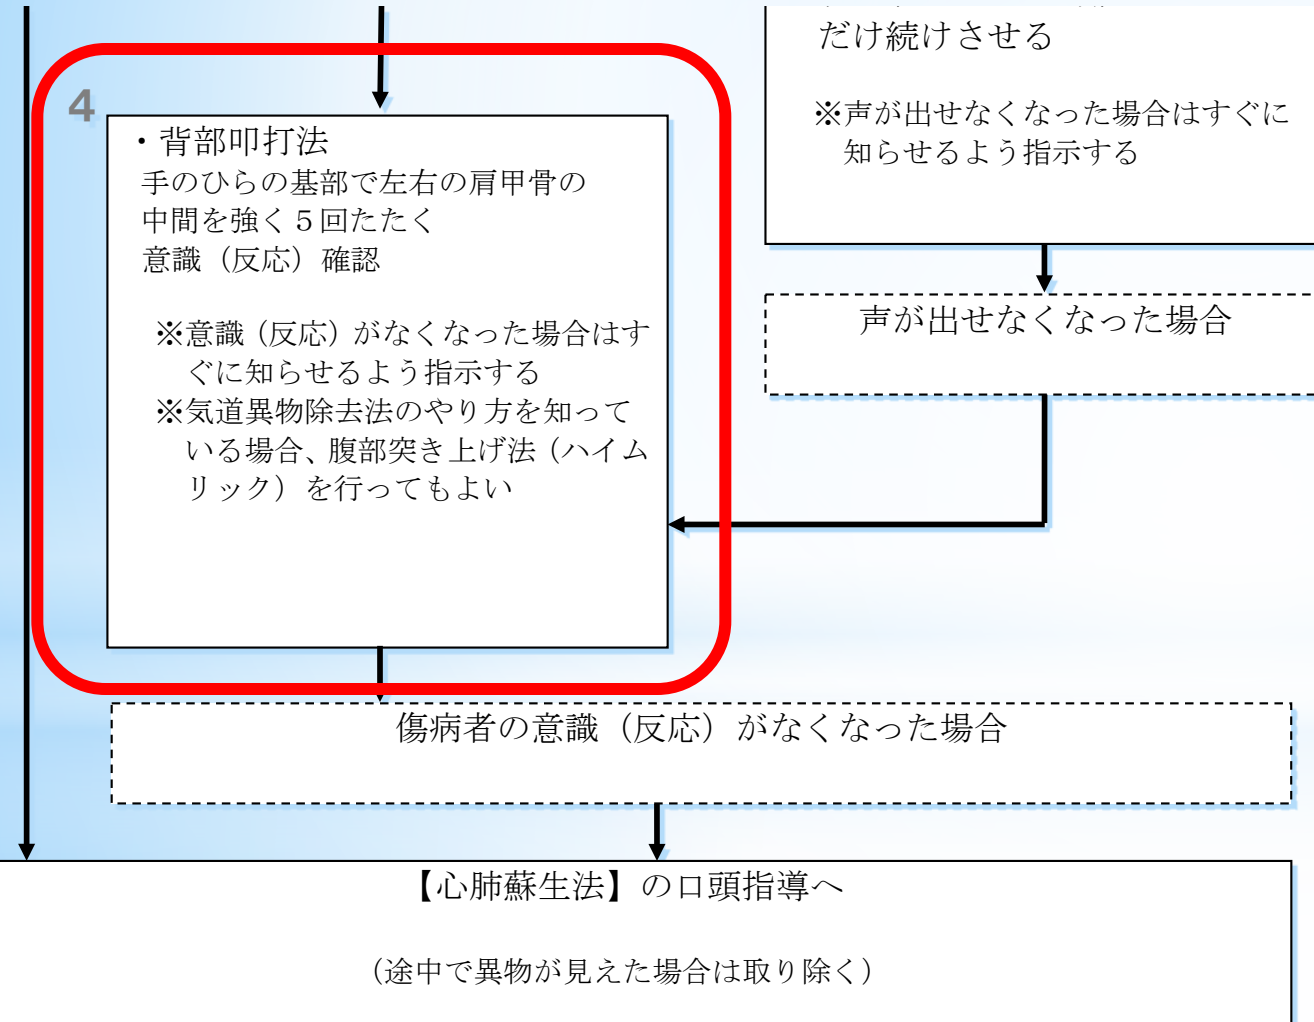 だけ続けさせる
※声が出せなくなった場合はすぐに
知らせるよう指示する
4
・背部叩打法
手のひらの基部で左右の肩甲骨の
中間を強く５回たたく
意識（反応）確認
※意識（反応）がなくなった場合はす
ぐに知らせるよう指示する
※気道異物除去法のやり方を知って
いる場合、腹部突き上げ法（ハイム
リック）を行ってもよい
声が出せなくなった場合
傷病者の意識（反応）がなくなった場合
【心肺蘇生法】の口頭指導へ
（途中で異物が見えた場合は取り除く）